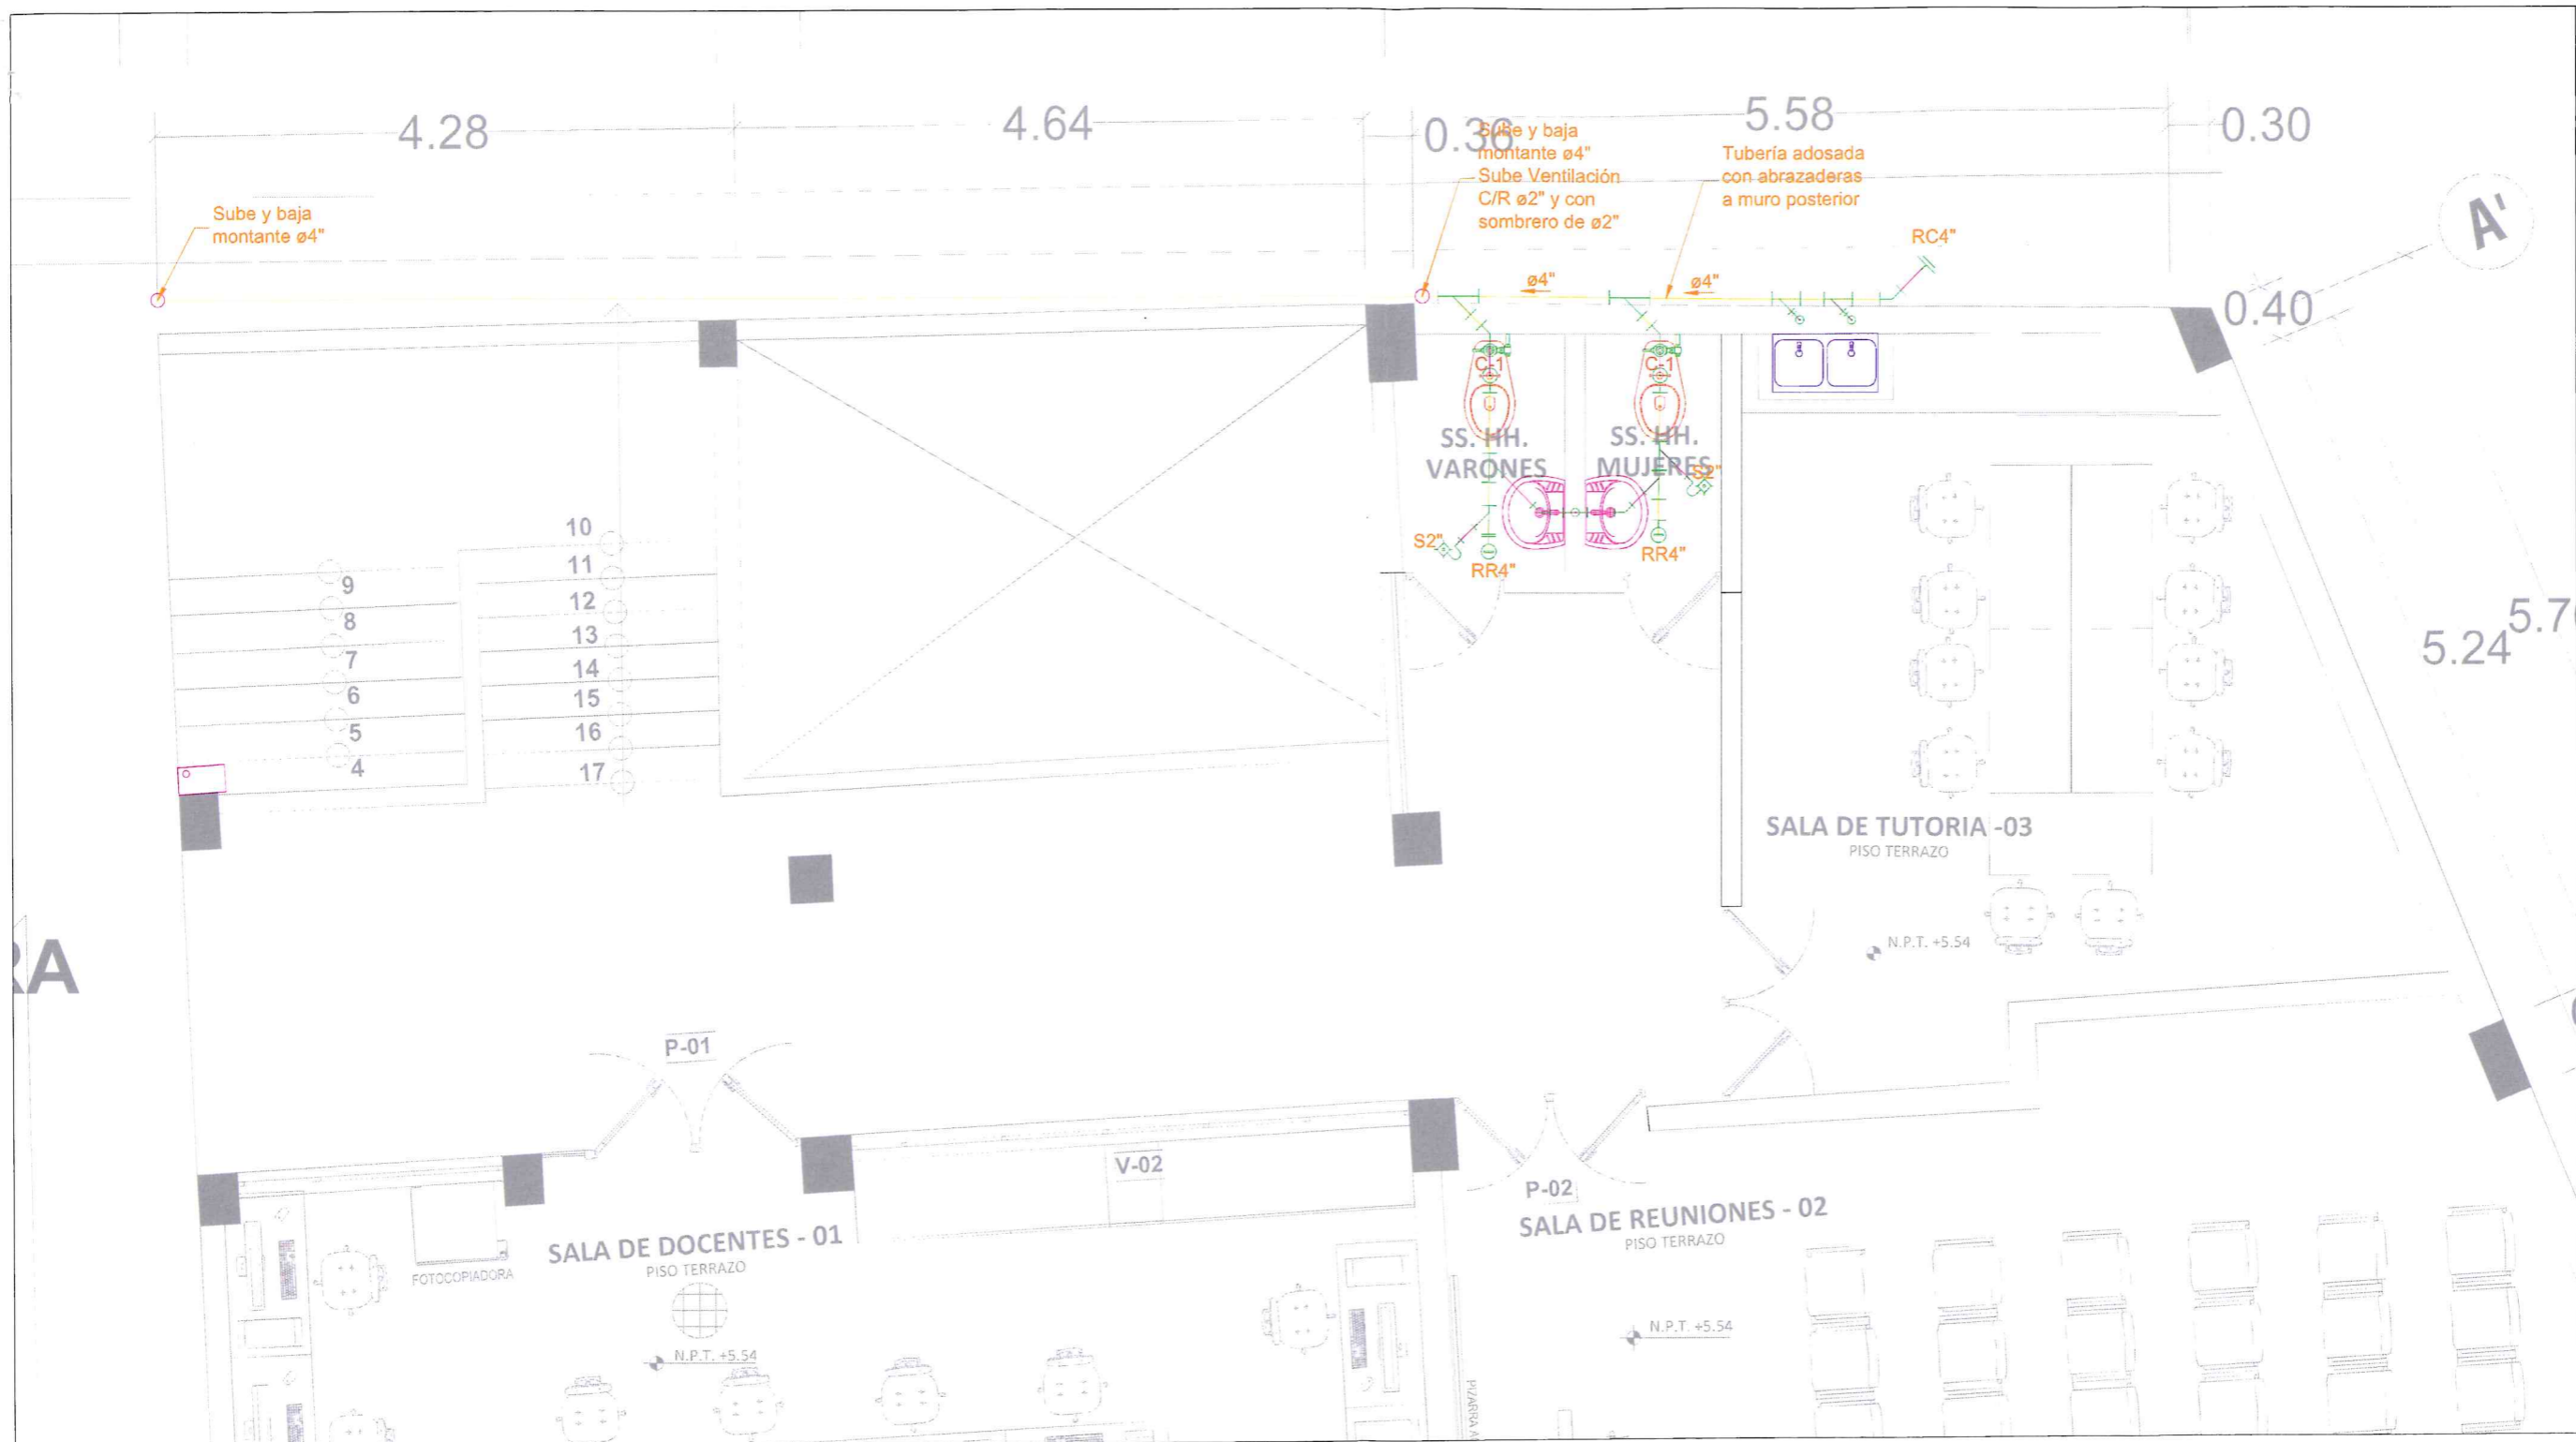 4.28
4.64
0.36
5.58
0.30
Sube y baja
montante ø4"
Sube y baja
montante ø4"
Sube Ventilación
C/R ø2" y con
sombrero de ø2"
Tubería adosada
con abrazaderas
a muro posterior
RC4"
A'
ø4"
ø4"
0.40
C-1
C-1
SS. HH.
VARONES
SS. HH.
MUJERES
S2"
S2"
RR4"
RR4"
10
11
12
13
14
15
16
17
9
8
7
6
5
4
5.24
SALA DE TUTORIA -03
PISO TERRAZO
N.P.T. +5.54
RA
P-01
V-02
P-02
SALA DE DOCENTES - 01
PISO TERRAZO
FOTOCOPIADORA
N.P.T. +5.54
SALA DE REUNIONES - 02
PISO TERRAZO
N.P.T. +5.54
PIZARRA